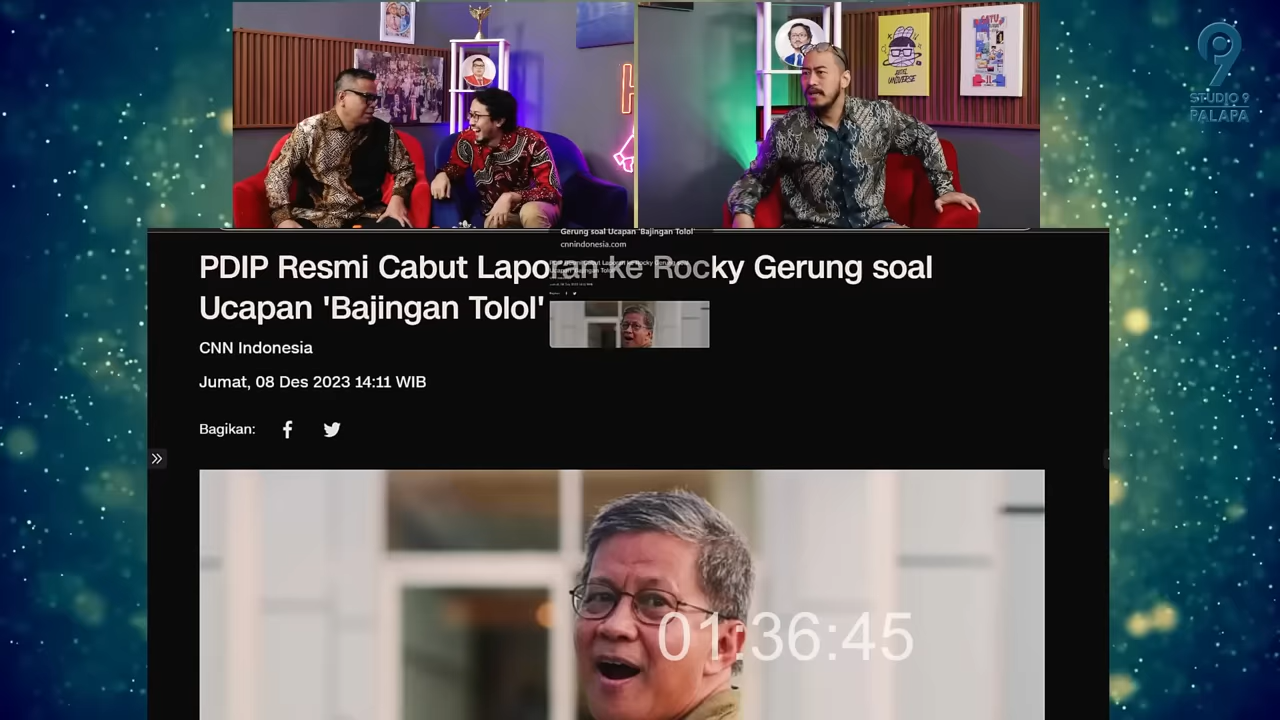 STUDIO 9
PALAPA
Gerung soal Ucapan 'Bajingan Tolol'
cnnindonesia.com
PDIP Resmi Cabut Laporan ke Rocky Gerung soal
Ucapan 'Bajingan Tolol'
CNN Indonesia
Jumat, 08 Des 2023 14:11 WIB
Bagikan:
01:36:45